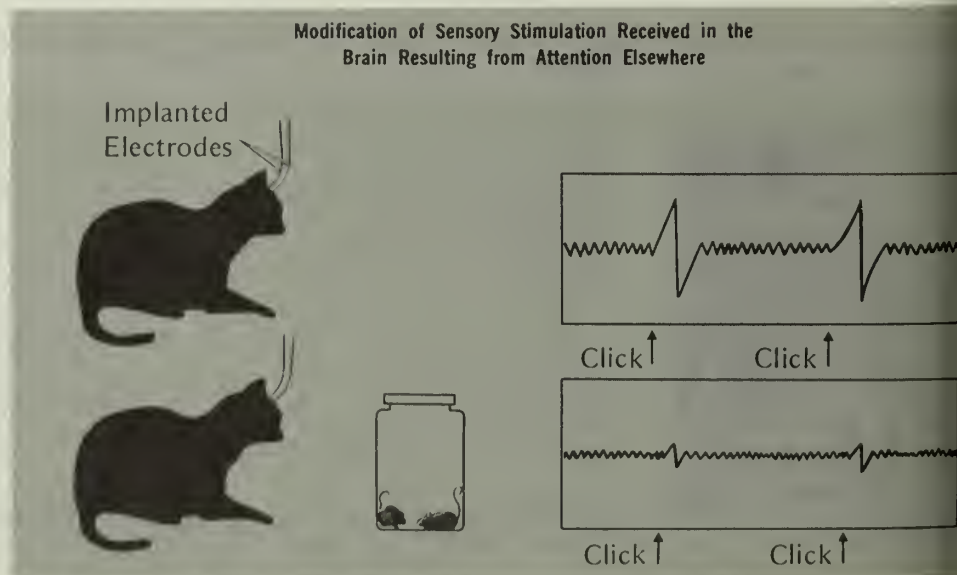 Modification of Sensory Stimulation Received in the
Brain Resulting from Attention Elsewhere
Implanted
Electrodes
Click
Click
Click
Click